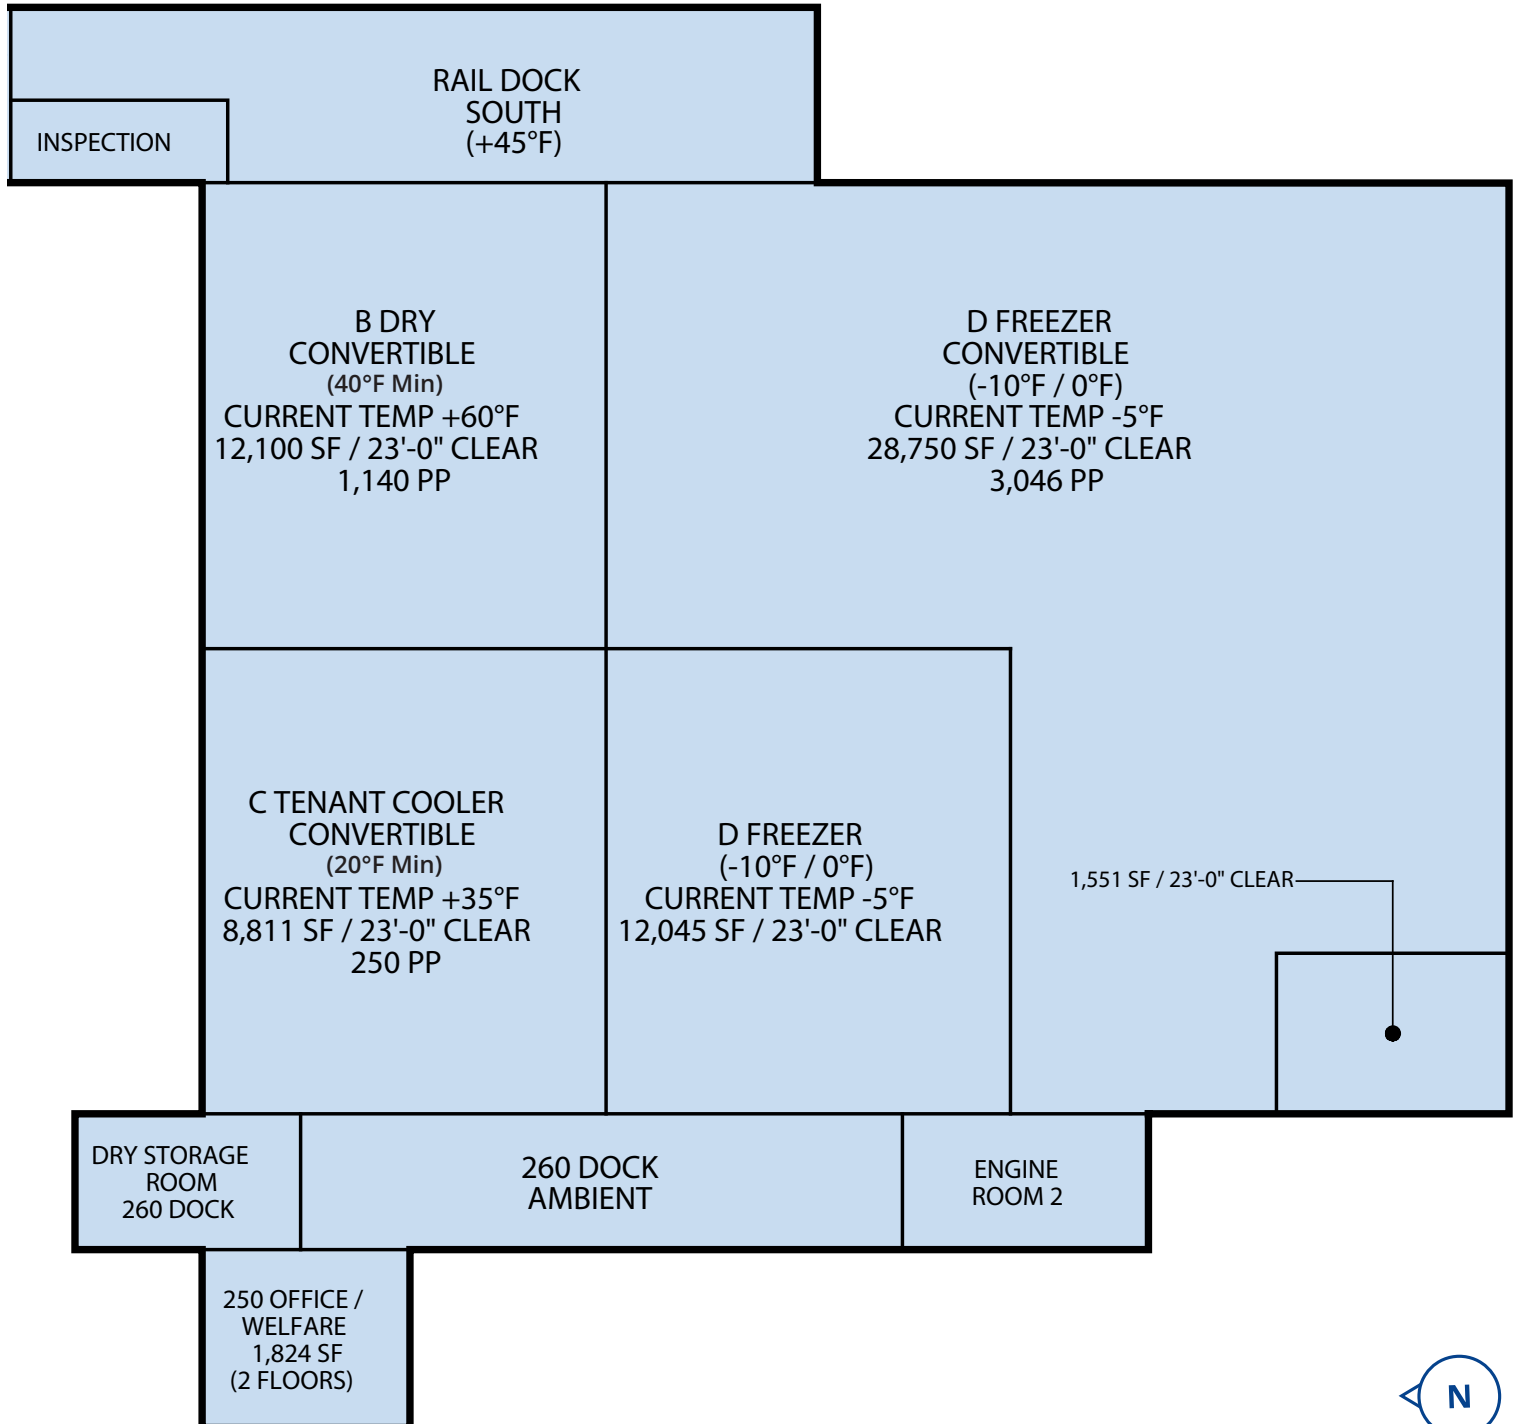 RAIL DOCK
SOUTH
(+45°F)
INSPECTION
B DRY
CONVERTIBLE
(40°F Min)
CURRENT TEMP +60°F
12,100 SF / 23'-0" CLEAR
1,140 PP
D FREEZER
CONVERTIBLE
(-10°F / 0°F)
CURRENT TEMP -5°F
28,750 SF / 23'-0" CLEAR
3,046 PP
C TENANT COOLER
CONVERTIBLE
(20°F Min)
CURRENT TEMP +35°F
8,811 SF / 23'-0" CLEAR
250 PP
D FREEZER
(-10°F / 0°F)
CURRENT TEMP -5°F
12,045 SF / 23'-0" CLEAR
1,551 SF / 23'-0" CLEAR
DRY STORAGE
ROOM
260 DOCK
260 DOCK
AMBIENT
ENGINE
ROOM 2
250 OFFICE /
WELFARE
1,824 SF
(2 FLOORS)
N